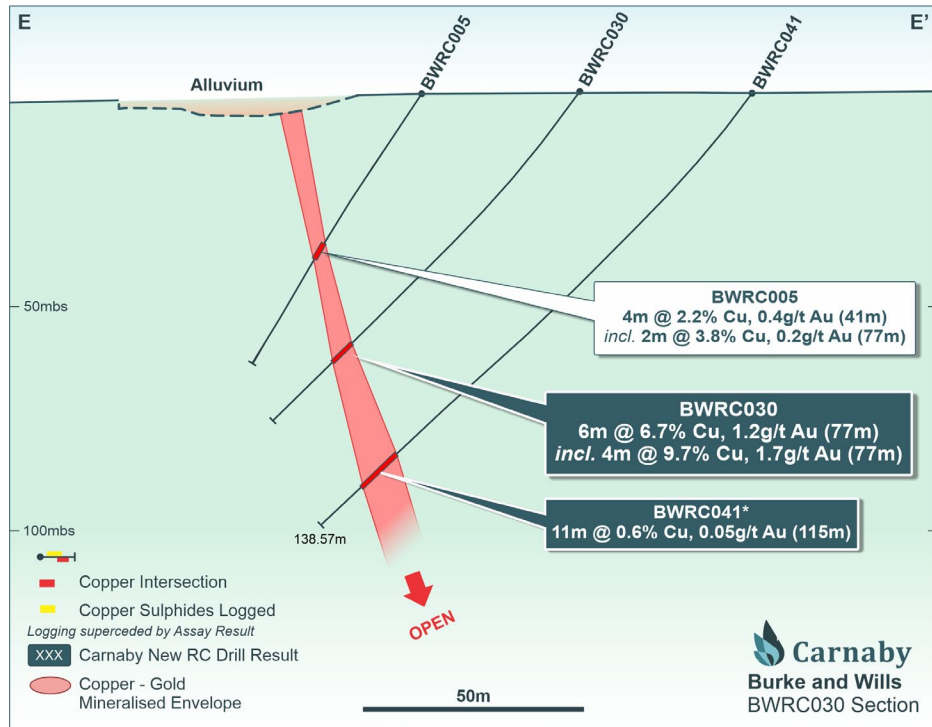 E
E'
BWRC005
BWRC030
BWRC041
Alluvium
50mbs
BWRC005
4m @ 2.2% Cu, 0.4g/t Au (41m)
incl. 2m @ 3.8% Cu, 0.2g/t Au (77m)
BWRC030
6m @ 6.7% Cu, 1.2g/t Au (77m)
incl. 4m @ 9.7% Cu, 1.7g/t Au (77m)
BWRC041*
11m @ 0.6% Cu, 0.05g/t Au (115m)
100mbs
138.57m
OPEN
Copper Intersection
Copper Sulphides Logged
Logging superceded by Assay Result
XXX Carnaby New RC Drill Result
Copper - Gold
Mineralised Envelope
50m
Carnaby
Burke and Wills
BWRC030 Section